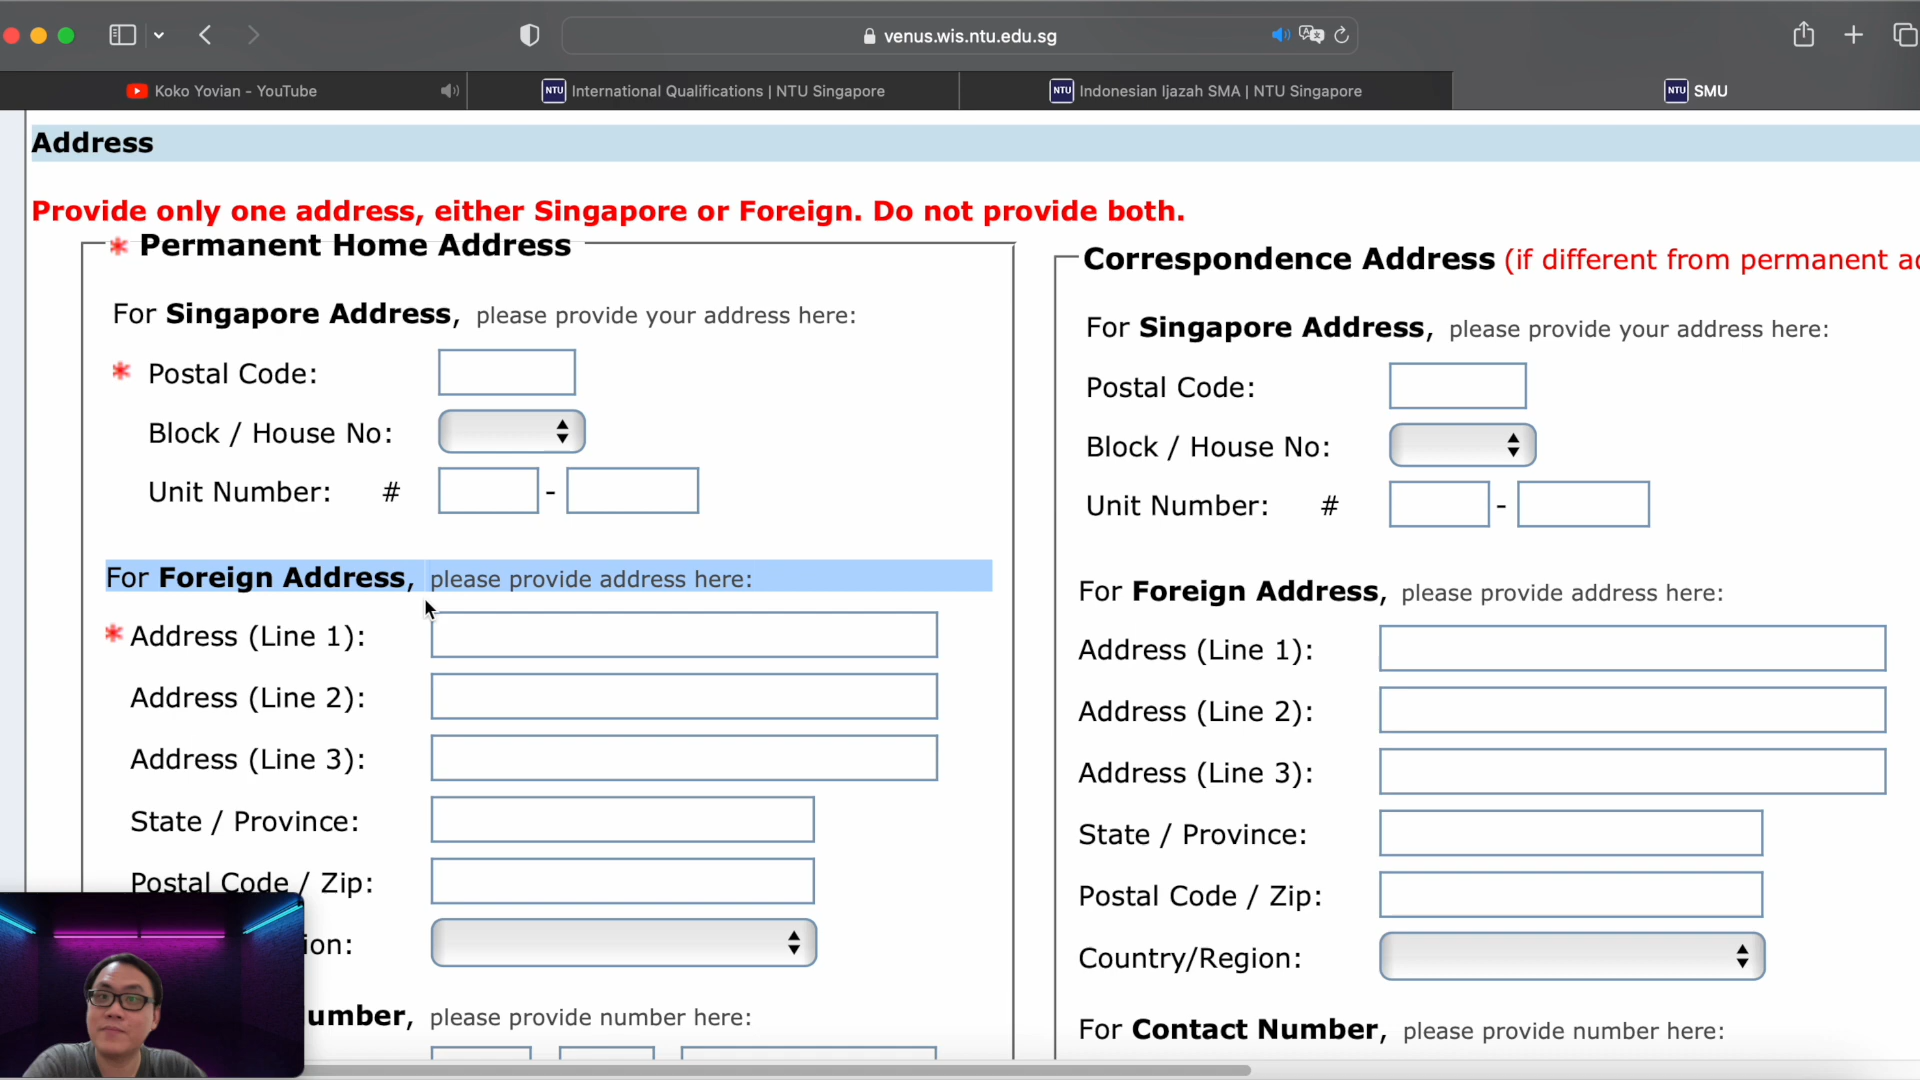 venus.wis.ntu.edu.sg
Koko Yovian - YouTube
NTU International Qualifications | NTU Singapore
NTU Indonesian Ijazah SMA | NTU Singapore
NTU SMU
Address
Provide only one address, either Singapore or Foreign. Do not provide both.
* Permanent Home Address
For Singapore Address, please provide your address here:
* Postal Code:
Block / House No:
Unit Number: # -
For Foreign Address, please provide address here:
* Address (Line 1):
Address (Line 2):
Address (Line 3):
State / Province:
Postal Code / Zip:
ion:
umber, please provide number here:
Correspondence Address (if different from permanent
For Singapore Address, please provide your address here:
Postal Code:
Block / House No:
Unit Number: # -
For Foreign Address, please provide address here:
Address (Line 1):
Address (Line 2):
Address (Line 3):
State / Province:
Postal Code / Zip:
Country/Region:
For Contact Number, please provide number here: